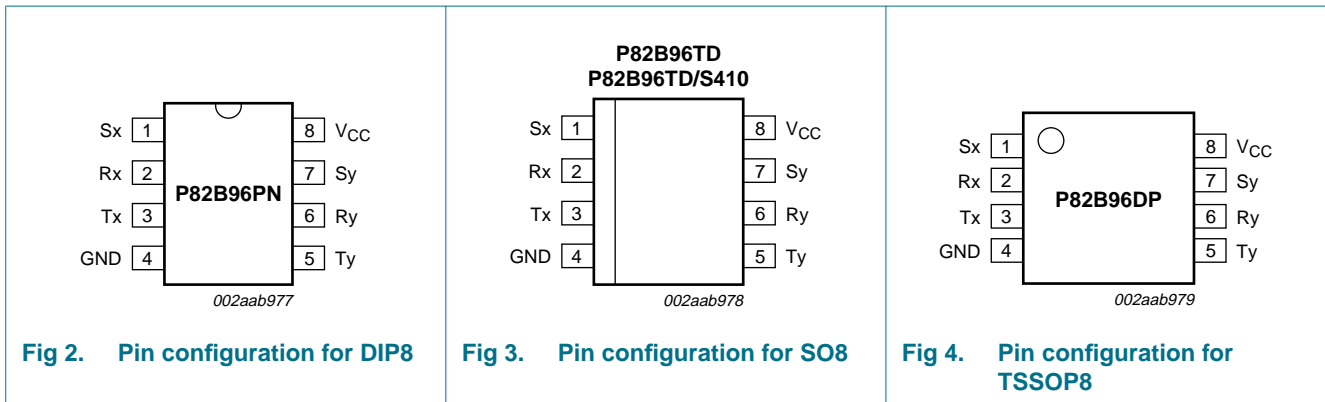 Sx 1
Rx 2
Tx 3
GND 4
P82B96PN
8 VCC
7 Sy
6 Ry
5 Ty
002aab977
Fig 2. Pin configuration for DIP8
P82B96TD
P82B96TD/S410
Sx 1
Rx 2
Tx 3
GND 4
8 VCC
7 Sy
6 Ry
5 Ty
002aab978
Fig 3. Pin configuration for SO8
Sx 1
Rx 2
Tx 3
GND 4
P82B96DP
8 VCC
7 Sy
6 Ry
5 Ty
002aab979
Fig 4. Pin configuration for
TSSOP8